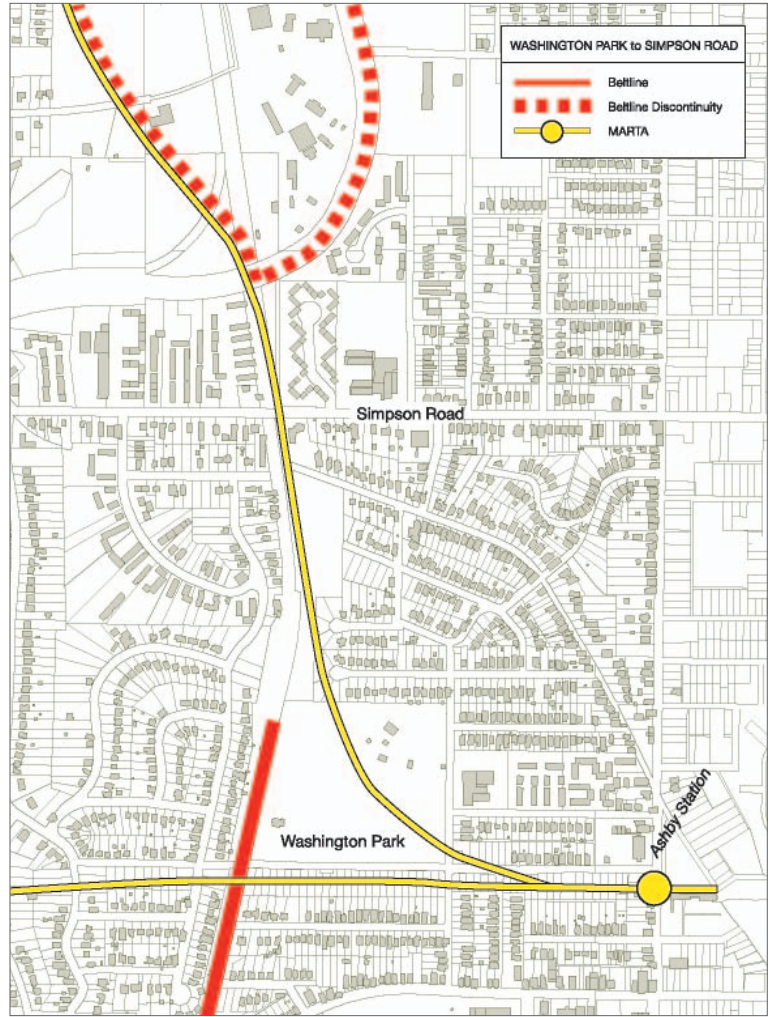 WASHINGTON PARK to SIMPSON ROAD
Beltline
Beltline Discontinuity
MARTA
Simpson Road
Ashby Station
Washington Park